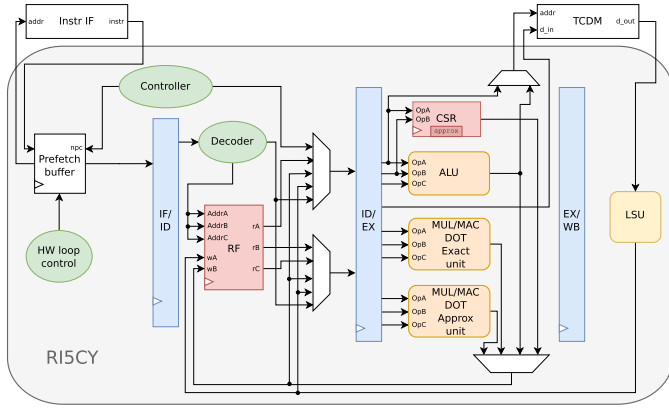 addr Instr IF instr
addr TCDM d_out
d_in
Controller
npc
Prefetch
buffer
HW loop
control
IF/
ID
Decoder
AddrA
AddrB
AddrC
wA
wB
RF
rA
rB
rC
ID/
EX
OpA
OpB
CSR
approx
OpA
OpB
OpC
ALU
OpA
OpB
OpC
MUL/MAC
DOT
Exact
unit
OpA
OpB
OpC
MUL/MAC
DOT
Approx
unit
EX/
WB
LSU
RI5CY